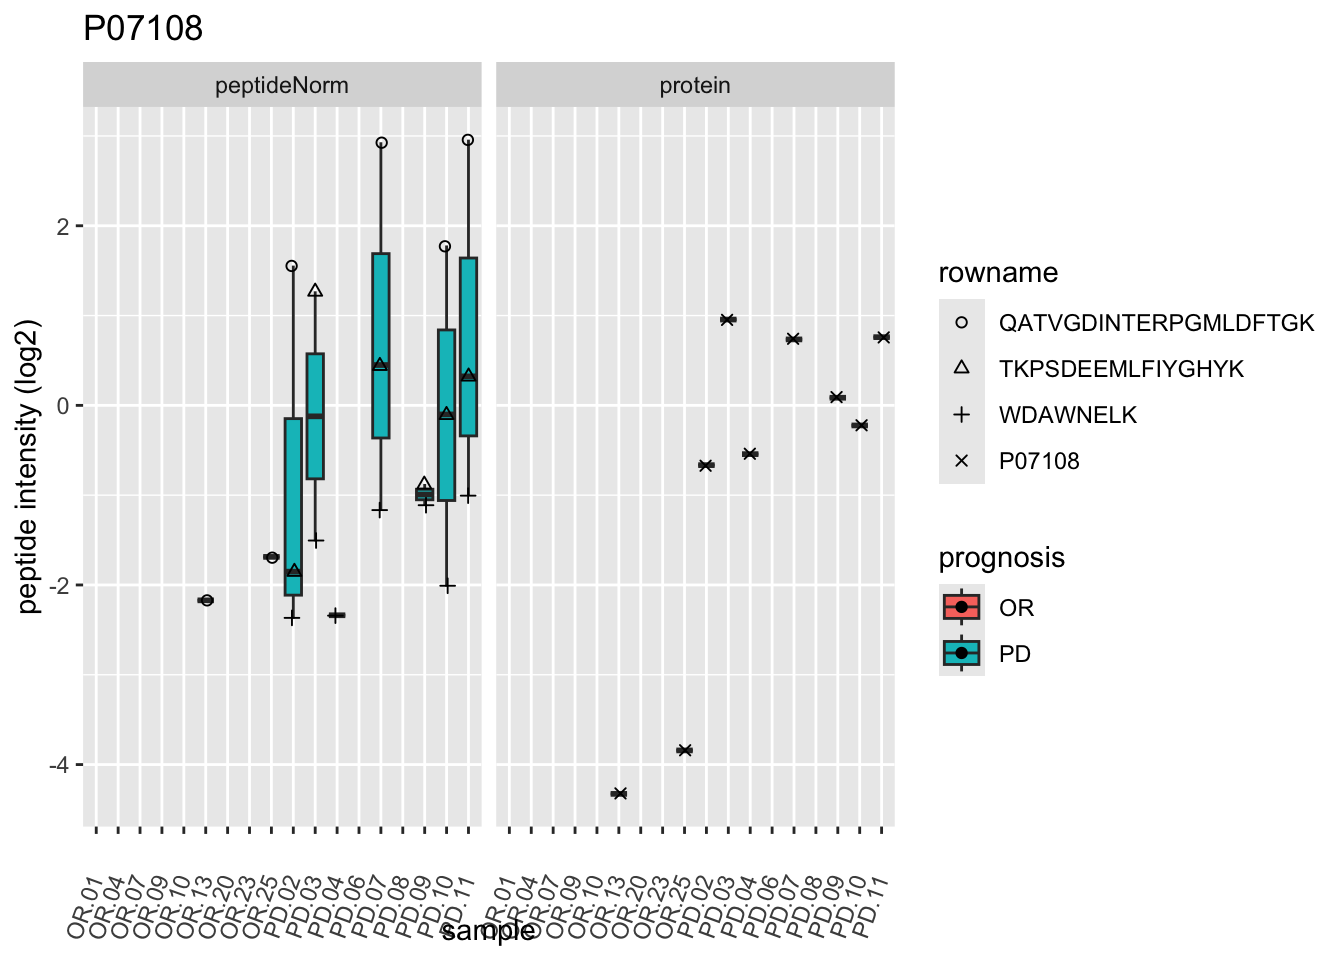 P07108
peptideNorm
protein
peptide intensity (log2)
2
0
-2
-4
OR.01
OR.04
OR.07
OR.09
OR.10
OR.13
OR.20
OR.23
OR.25
PD.02
PD.03
PD.04
PD.06
PD.07
PD.08
PD.09
PD.10
PD.11
OR.01
OR.04
OR.07
OR.09
OR.10
OR.13
OR.20
OR.23
OR.25
PD.02
PD.03
PD.04
PD.06
PD.07
PD.08
PD.09
PD.10
PD.11
sample
rowname
QATVGDINTERPGMLDFTGK
TKPSDEEMLFIYGHYK
WDAWNELK
P07108
prognosis
OR
PD